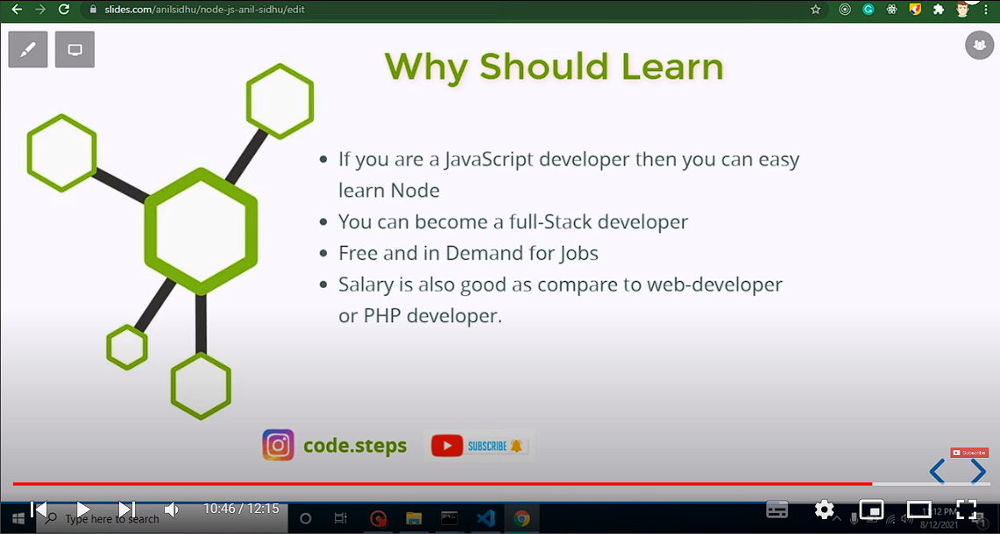 slides.com/anilsidhu/node-js-anil-sidhu/edit
Why Should Learn
If you are a JavaScript developer then you can easy
learn Node
You can become a full-Stack developer
Free and in Demand for Jobs
Salary is also good as compare to web-developer
or PHP developer.
code.steps
SUBSCRIBE
Subscribe
10:46 / 12:15
Type here to search
8/12/2021